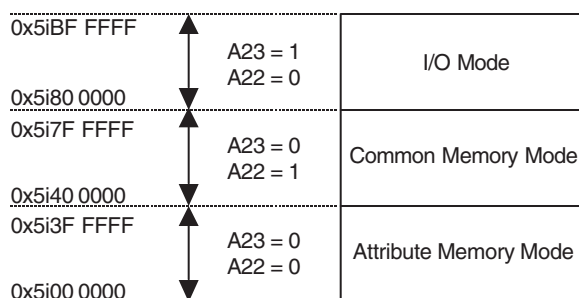 0x5iBF FFFF
A23 = 1
A22 = 0
I/O Mode
0x5i80 0000
0x5i7F FFFF
A23 = 0
A22 = 1
Common Memory Mode
0x5i40 0000
0x5i3F FFFF
A23 = 0
A22 = 0
Attribute Memory Mode
0x5i00 0000